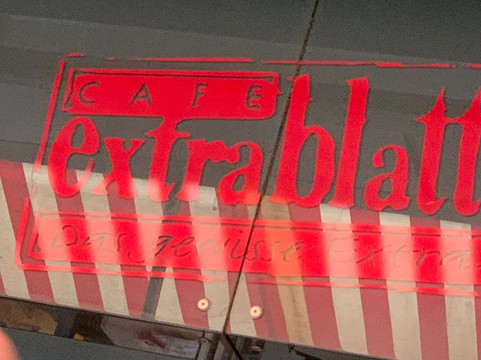 CAFE
extrablatt
Das gewisse Extra